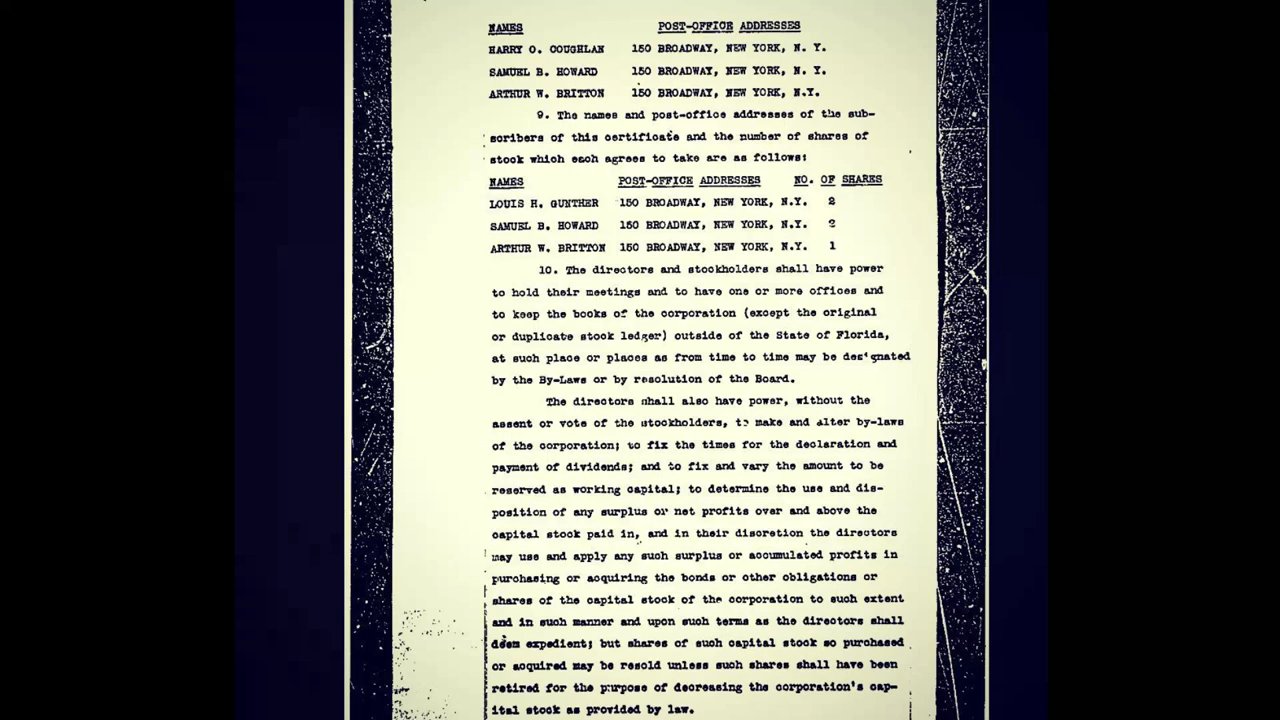 NAMES POST-OFFICE ADDRESSES
HARRY O. COUGHLAN 150 BROADWAY, NEW YORK, N. Y.
SAMUEL B. HOWARD 150 BROADWAY, NEW YORK, N. Y.
ARTHUR W. BRITTON 150 BROADWAY, NEW YORK, N.Y.
9. The names and post-office addresses of the sub-
scribers of this certificate and the number of shares of
stock which each agrees to take are as follows:
NAMES POST-OFFICE ADDRESSES NO. OF SHARES
LOUIS H. GUNTHER 150 BROADWAY, NEW YORK, N.Y. 2
SAMUEL B. HOWARD 150 BROADWAY, NEW YORK, N.Y. 2
ARTHUR W. BRITTON 150 BROADWAY, NEW YORK, N.Y. 1
10. The directors and stockholders shall have power
to hold their meetings and to have one or more offices and
to keep the books of the corporation (except the original
or duplicate stock ledger) outside of the State of Florida,
at such place or places as from time to time may be designated
by the By-Laws or by resolution of the Board.
The directors shall also have power, without the
assent or vote of the stockholders, to make and alter by-laws
of the corporation; to fix the times for the declaration and
payment of dividends; and to fix and vary the amount to be
reserved as working capital; to determine the use and dis-
position of any surplus or net profits over and above the
capital stock paid in, and in their discretion the directors
may use and apply any such surplus or accumulated profits in
purchasing or acquiring the bonds or other obligations or
shares of the capital stock of the corporation to such extent
and in such manner and upon such terms as the directors shall
deem expedient; but shares of such capital stock so purchased
or acquired may be resold unless such shares shall have been
retired for the purpose of decreasing the corporation's cap-
ital stock as provided by law.